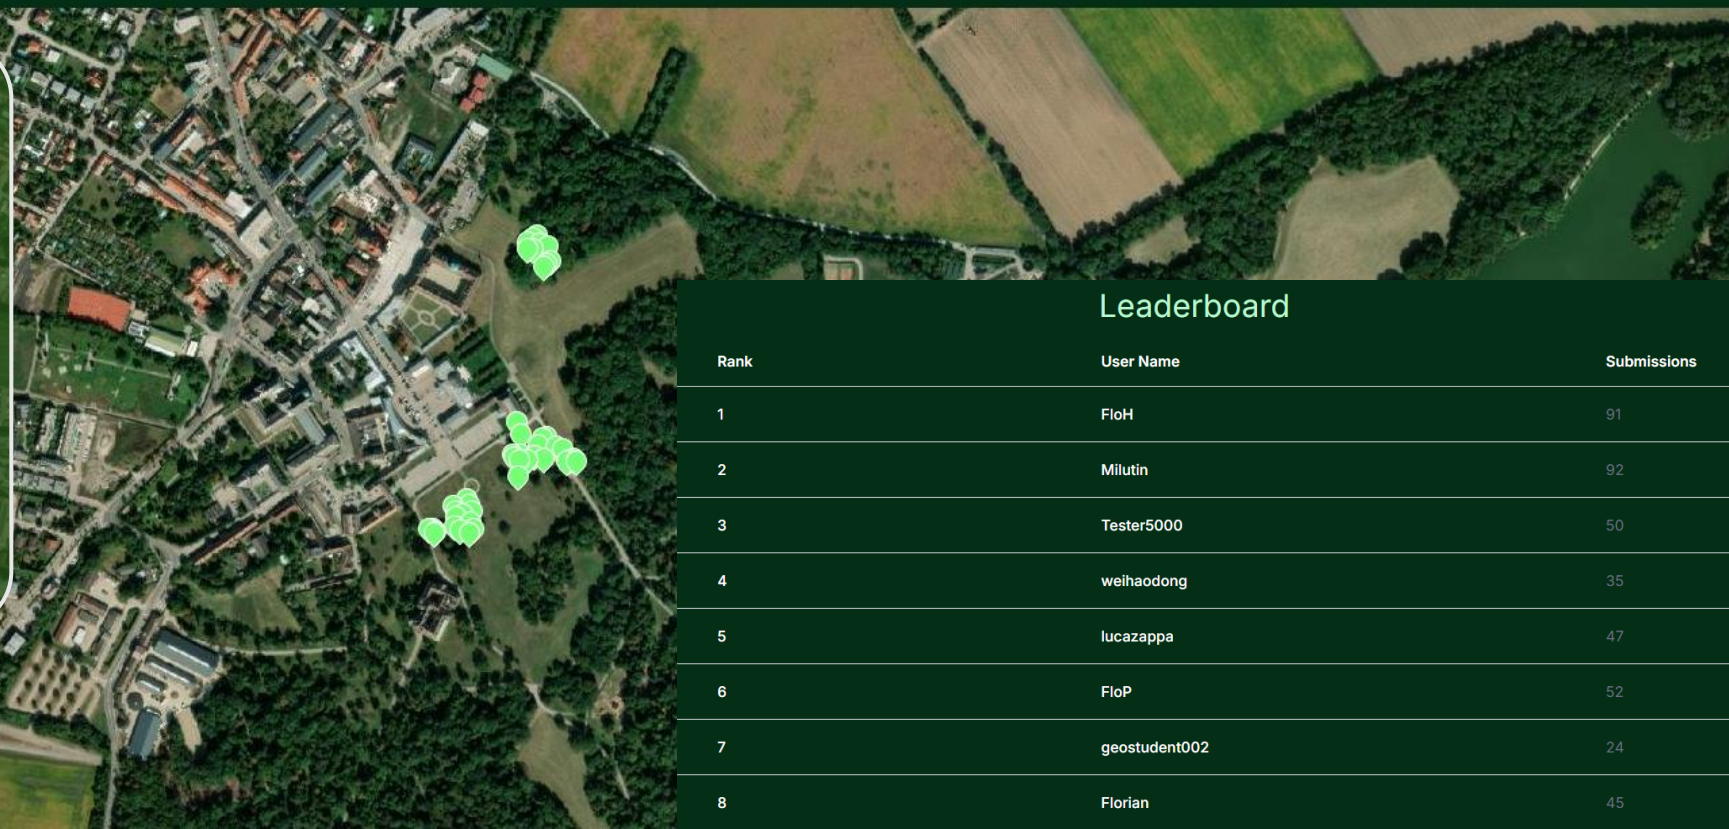 Leaderboard
Rank User Name Submissions
1 FloH 91
2 Milutin 92
3 Tester5000 50
4 weihaodong 35
5 lucazappa 47
6 FloP 52
7 geostudent002 24
8 Florian 45